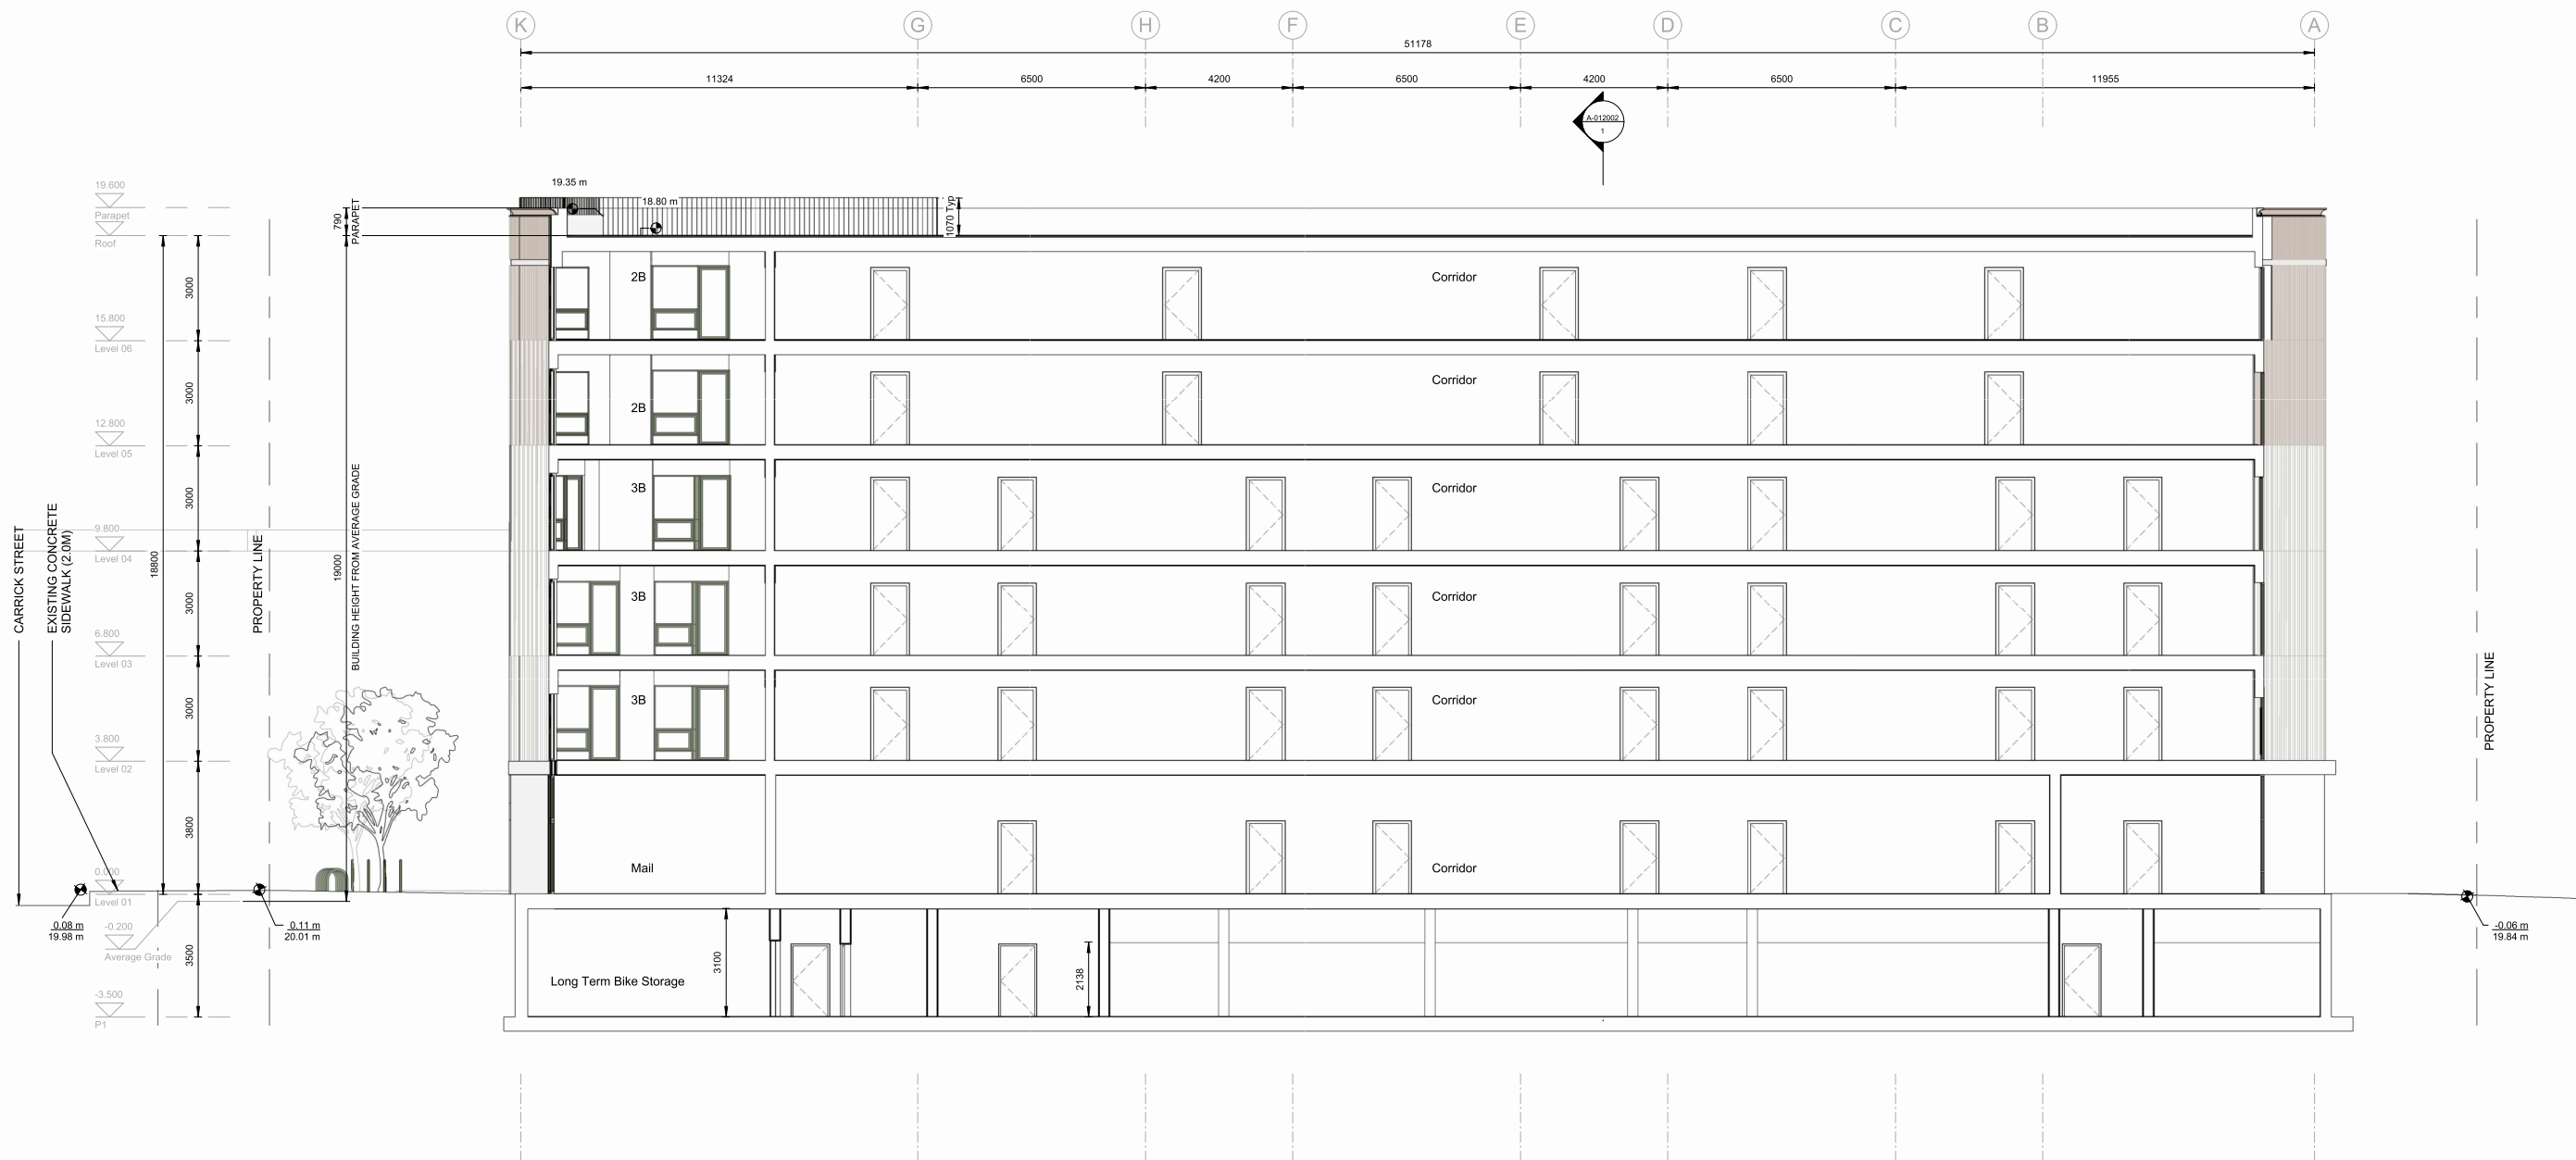 K
G
H
F
E
D
C
B
A
51178
11324
6500
4200
6500
4200
6500
11955
A-012002
1
19.600
Parapet
Roof
790
PARAPET
19.35 m
18.80 m
1070 Typ
3000
2B
Corridor
15.800
Level 06
3000
2B
Corridor
12.800
Level 05
3000
3B
Corridor
9.800
Level 04
18800
19000
BUILDING HEIGHT FROM AVERAGE GRADE
CARRICK STREET
EXISTING CONCRETE
SIDEWALK (2.0M)
PROPERTY LINE
3000
3B
Corridor
6.800
Level 03
3000
3B
Corridor
PROPERTY LINE
3.800
Level 02
3800
Mail
Corridor
0.000
Level 01
0.08 m
19.98 m
-0.200
Average Grade
0.11 m
20.01 m
-0.06 m
19.84 m
3500
3100
2138
Long Term Bike Storage
-3.500
P1